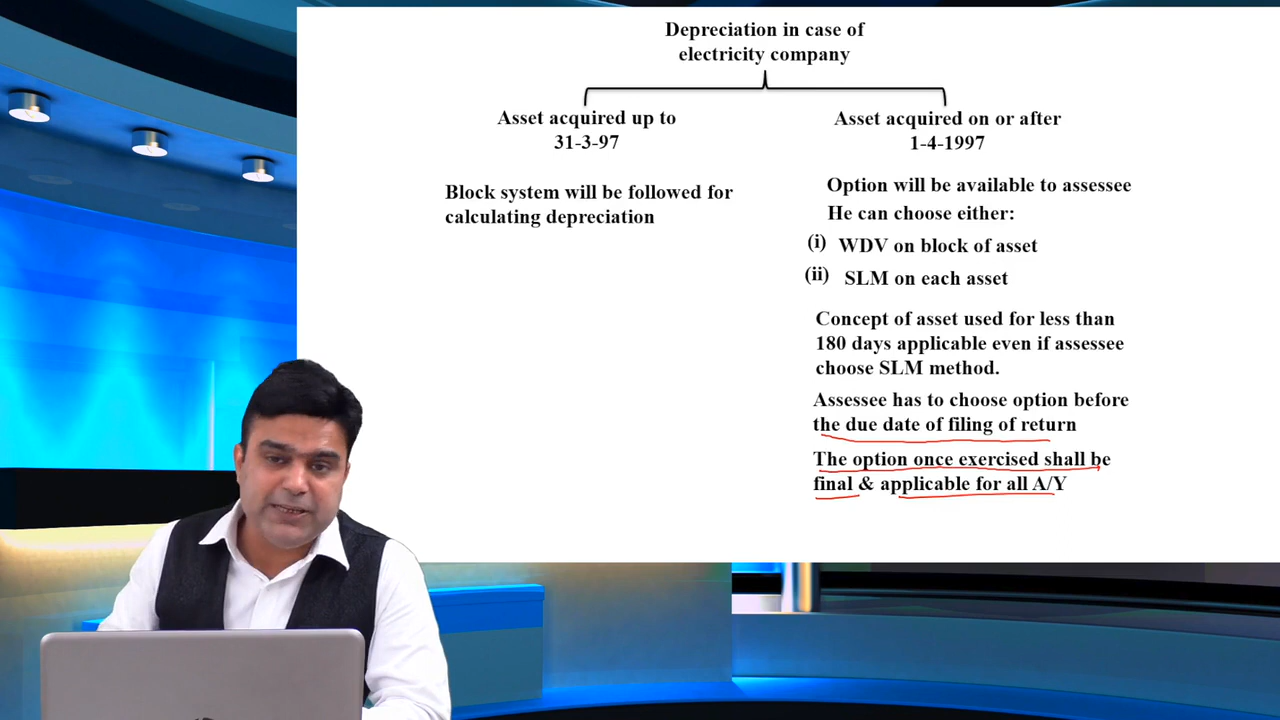 Depreciation in case of
electricity company
Asset acquired up to
31-3-97
Block system will be followed for
calculating depreciation
Asset acquired on or after
1-4-1997
Option will be available to assessee
He can choose either:
(i) WDV on block of asset
(ii) SLM on each asset
Concept of asset used for less than
180 days applicable even if assessee
choose SLM method.
Assessee has to choose option before
the due date of filing of return
The option once exercised shall be
final & applicable for all A/Y